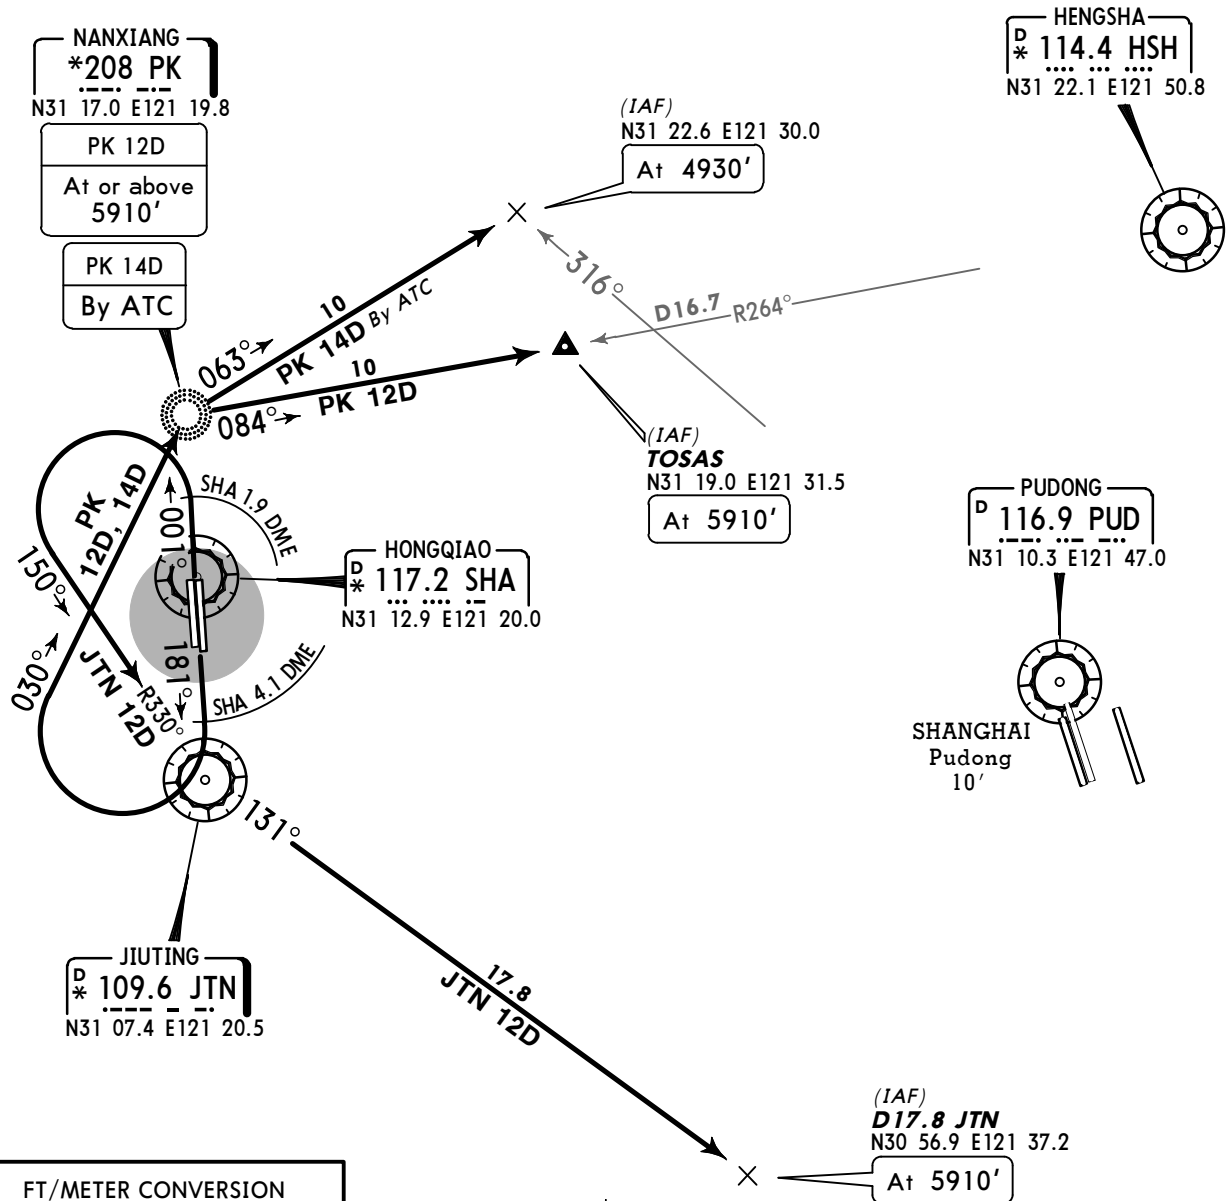 NANXIANG
*208 PK
N31 17.0 E121 19.8
PK 12D
At or above
5910'
PK 14D
By ATC
HENGSHA
D
* 114.4 HSH
N31 22.1 E121 50.8
(IAF)
N31 22.6 E121 30.0
At 4930'
316°
D16.7 R264°
063°
10
PK 14D By ATC
084°
10
PK 12D
(IAF)
TOSAS
N31 19.0 E121 31.5
At 5910'
PK
12D, 14D
SHA 1.9 DME
001°
150°
030°
JTN 12D
R330°
181°
SHA 4.1 DME
HONGQIAO
D
* 117.2 SHA
N31 12.9 E121 20.0
PUDONG
D 116.9 PUD
N31 10.3 E121 47.0
SHANGHAI
Pudong
10'
131°
JIUTING
D
* 109.6 JTN
N31 07.4 E121 20.5
17.8
JTN 12D
(IAF)
D17.8 JTN
N30 56.9 E121 37.2
At 5910'
FT/METER CONVERSION